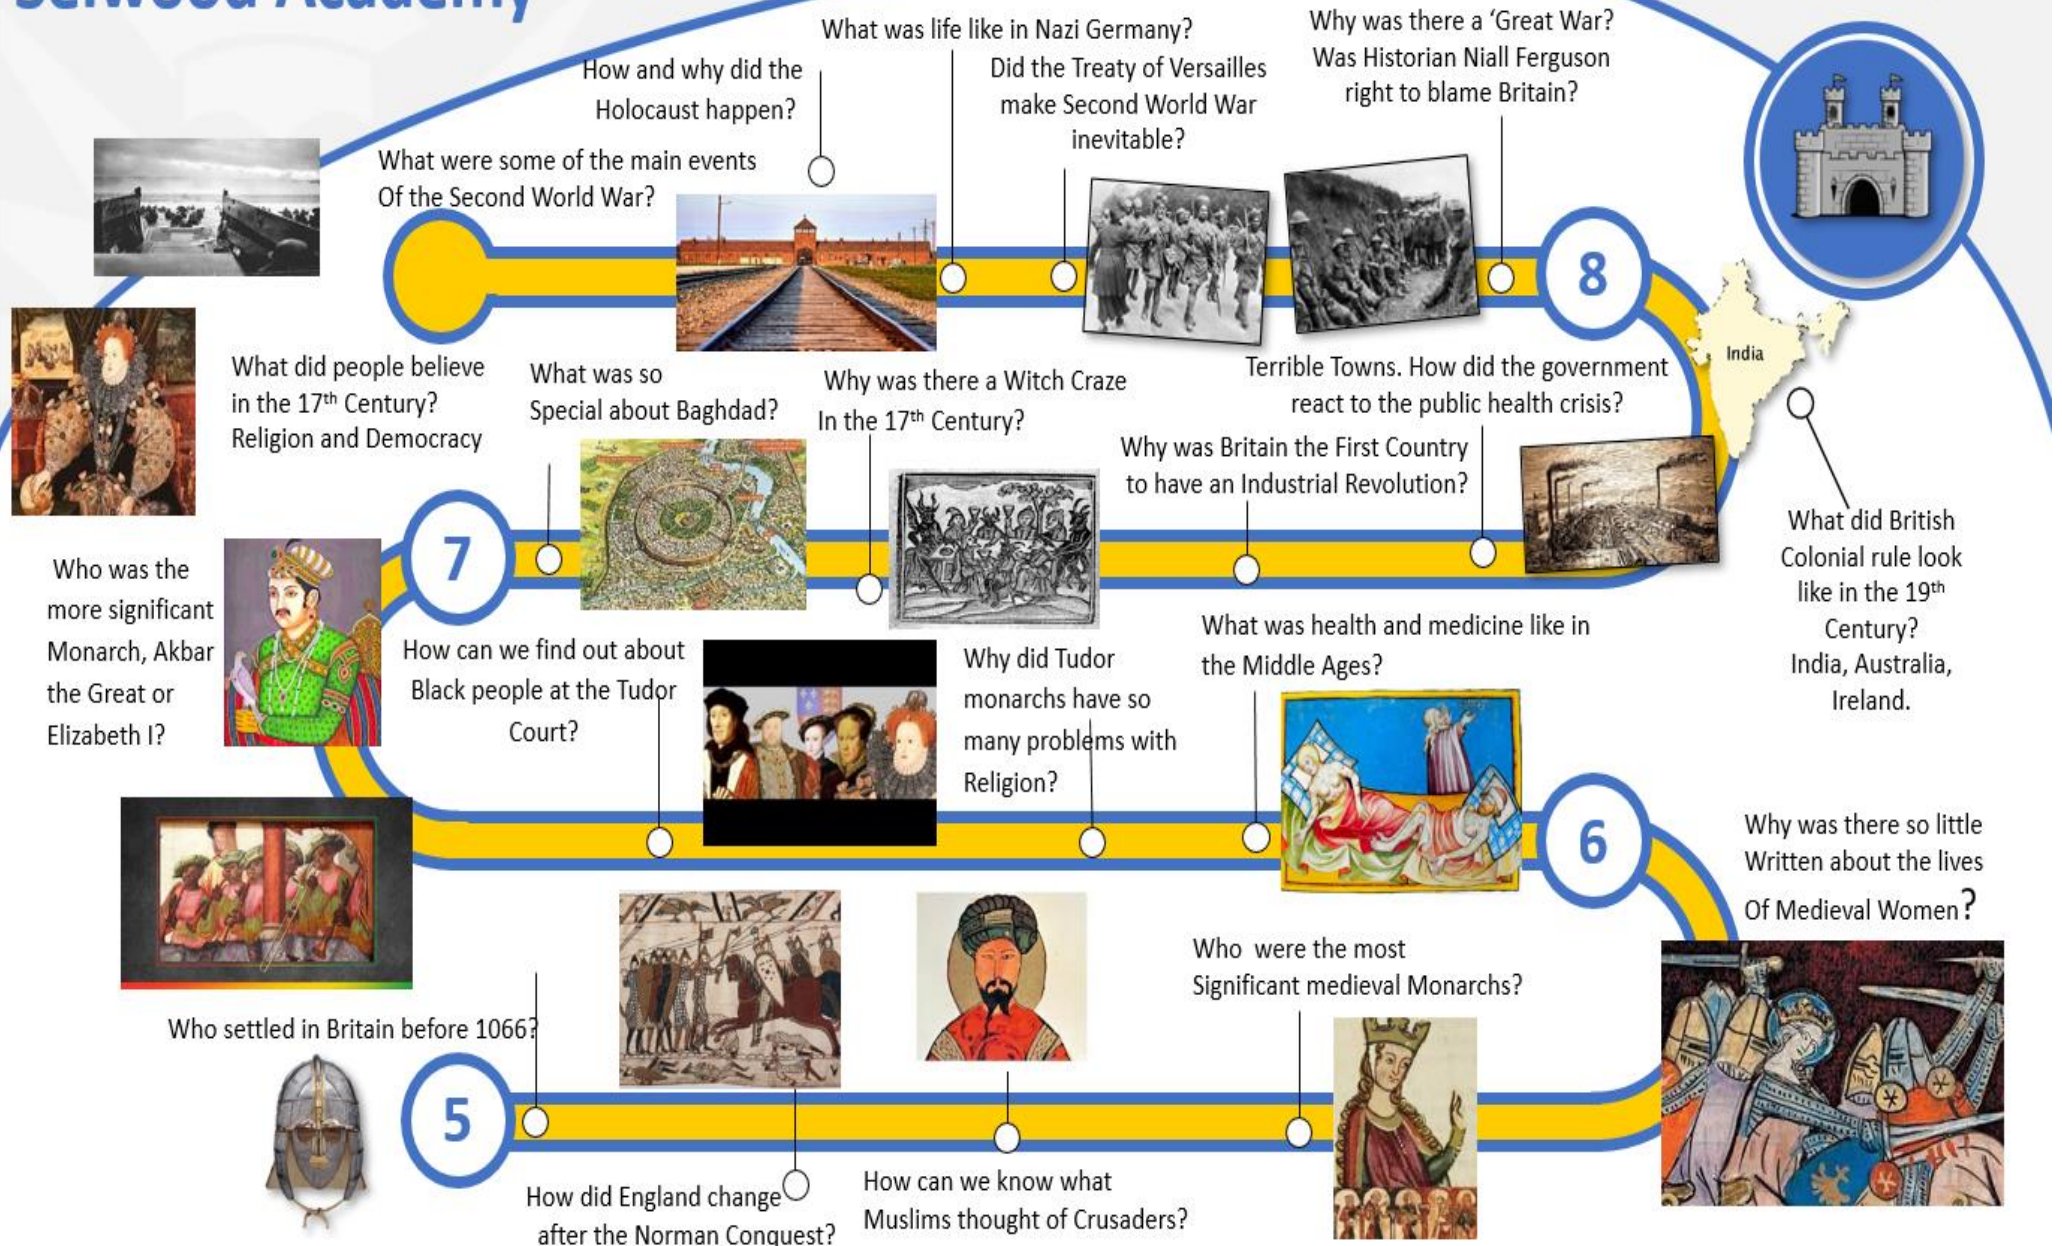 Selwood Academy
What was life like in Nazi Germany?
Why was there a ‘Great War?
Was Historian Niall Ferguson
right to blame Britain?
How and why did the
Holocaust happen?
Did the Treaty of Versailles
make Second World War
inevitable?
What were some of the main events
Of the Second World War?
8
India
What did people believe
in the 17th Century?
Religion and Democracy
What was so
Special about Baghdad?
Why was there a Witch Craze
In the 17th Century?
Terrible Towns. How did the government
react to the public health crisis?
Why was Britain the First Country
to have an Industrial Revolution?
What did British
Colonial rule look
like in the 19th
Century?
India, Australia,
Ireland.
7
Who was the
more significant
Monarch, Akbar
the Great or
Elizabeth I?
How can we find out about
Black people at the Tudor
Court?
Why did Tudor
monarchs have so
many problems with
Religion?
What was health and medicine like in
the Middle Ages?
6
Why was there so little
Written about the lives
Of Medieval Women?
Who were the most
Significant medieval Monarchs?
Who settled in Britain before 1066?
5
How did England change
after the Norman Conquest?
How can we know what
Muslims thought of Crusaders?